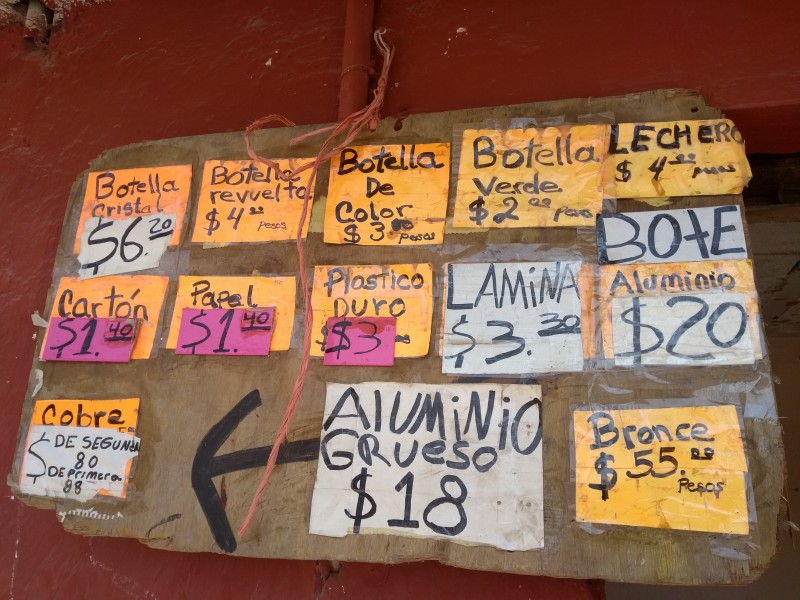 Botella
Cristal
$6.20
Botella
revuelto
$4.00 pesos
Botella
De
Color
$3.00 pesos
Botella
Verde
$2.00 pesos
LECHERO
$4.00 pesos
BOTE
Cartón
$1.40
Papel
$1.40
Plastico
Duro
$3
LAMINA
$3.30
Aluminio
$20
Cobre
$ DE SEGUNDA
80
DE primera
88
ALUMINIO
GRUESO
$18
Bronce
$55.00
Pesos